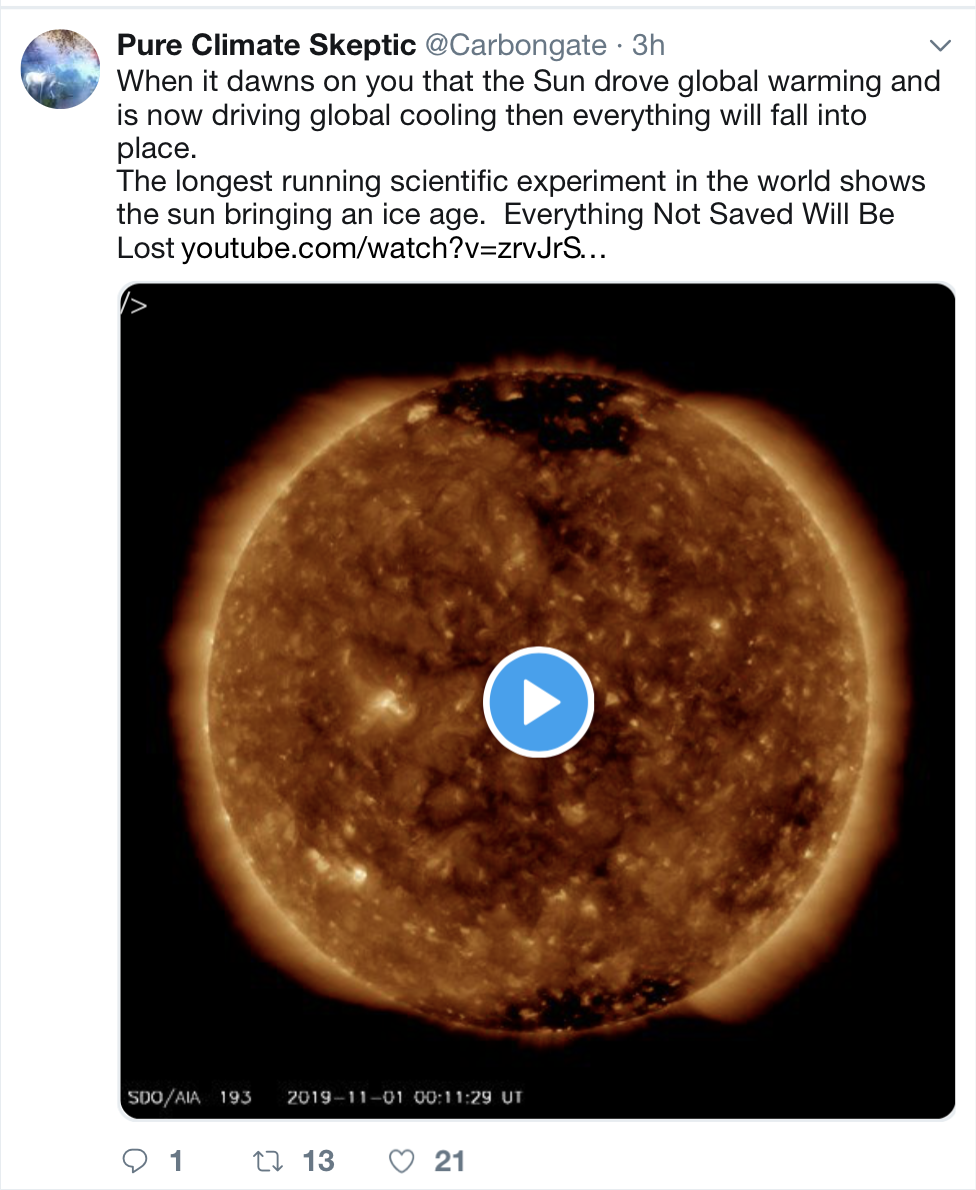 Pure Climate Skeptic @Carbongate · 3h
When it dawns on you that the Sun drove global warming and
is now driving global cooling then everything will fall into
place.
The longest running scientific experiment in the world shows
the sun bringing an ice age.  Everything Not Saved Will Be
Lost youtube.com/watch?v=zrvJrS...
/>
SDO/AIA 193 2019-11-01 00:11:29 UT
1 13 21